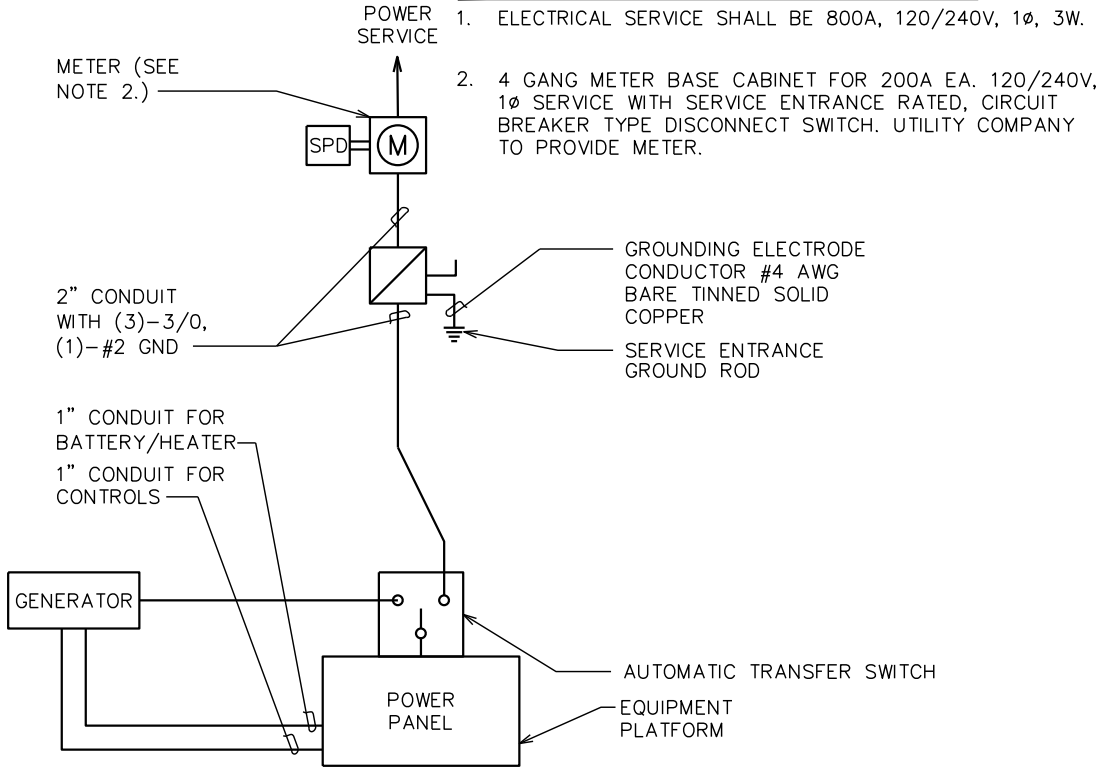 POWER
SERVICE
1. ELECTRICAL SERVICE SHALL BE 800A, 120/240V, 1ø, 3W.
2. 4 GANG METER BASE CABINET FOR 200A EA. 120/240V,
1ø SERVICE WITH SERVICE ENTRANCE RATED, CIRCUIT
BREAKER TYPE DISCONNECT SWITCH. UTILITY COMPANY
TO PROVIDE METER.
METER (SEE
NOTE 2.)
SPD
M
GROUNDING ELECTRODE
CONDUCTOR #4 AWG
BARE TINNED SOLID
COPPER
SERVICE ENTRANCE
GROUND ROD
2” CONDUIT
WITH (3)-3/0,
(1)-#2 GND
1” CONDUIT FOR
BATTERY/HEATER
1” CONDUIT FOR
CONTROLS
GENERATOR
AUTOMATIC TRANSFER SWITCH
POWER
PANEL
EQUIPMENT
PLATFORM